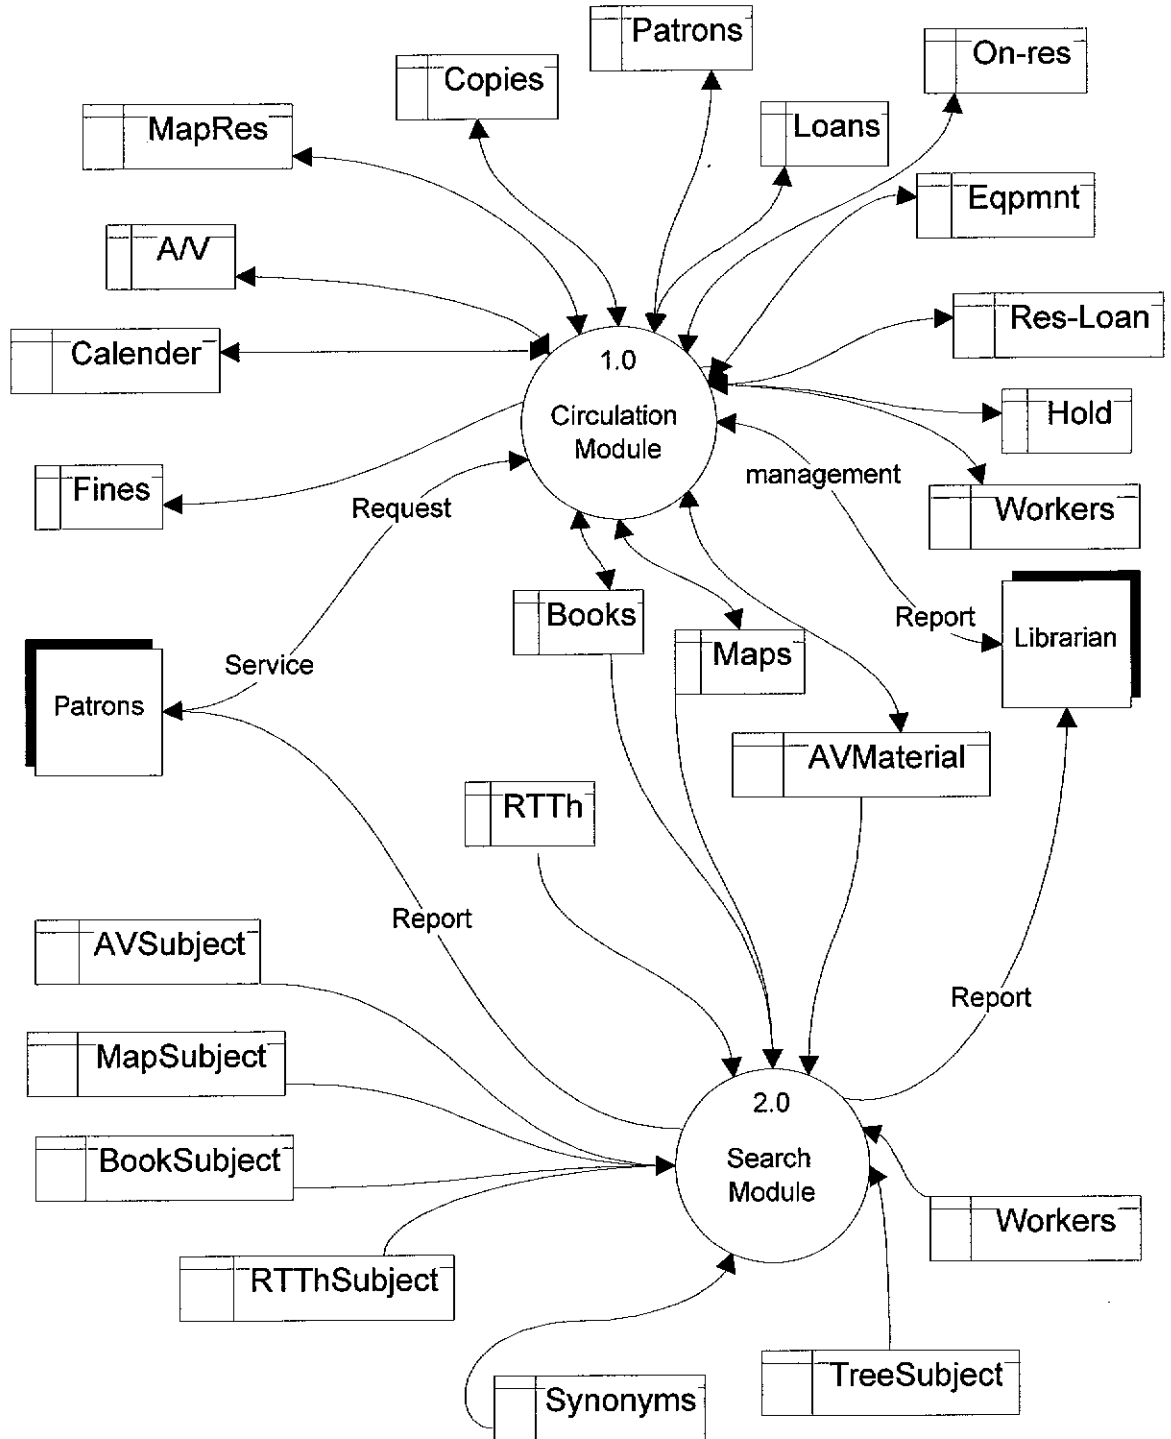 Patrons
On-res
Copies
Loans
MapRes
Eqpmnt
A/V
Res-Loan
Calender
1.0
Circulation
Module
Hold
management
Fines
Request
Workers
Books
Report
Librarian
Maps
Service
Patrons
AVMaterial
RTTh
Report
AVSubject
Report
MapSubject
2.0
BookSubject
Search
Module
Workers
RTThSubject
TreeSubject
Synonyms